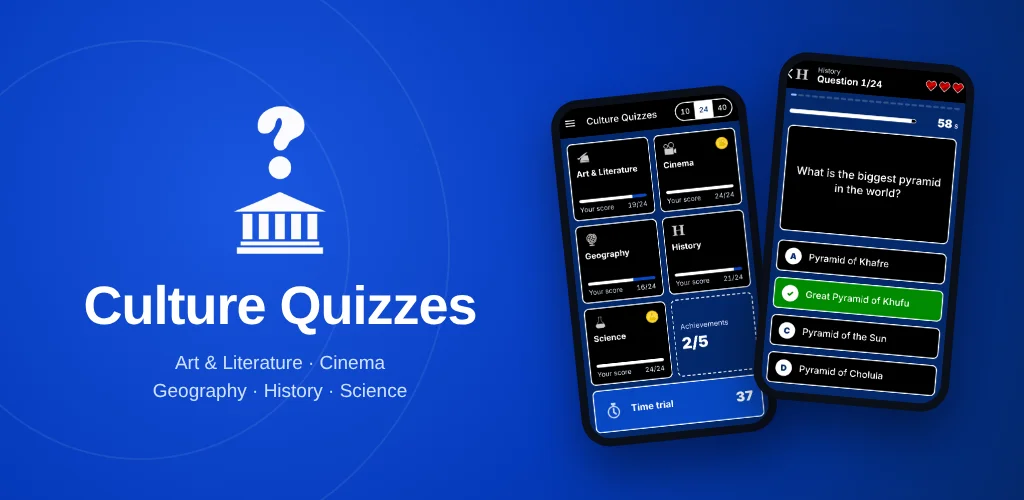 Culture Quizzes
Art & Literature · Cinema
Geography · History · Science
Culture Quizzes
10 24 40
Art & Literature
Your score 19/24
Cinema
Your score 24/24
Geography
Your score 16/24
H
History
Your score 21/24
Science
Your score 24/24
Achievements
2/5
Time trial 37
H
History
Question 1/24
58 s
What is the biggest pyramid
in the world?
A Pyramid of Khafre
Great Pyramid of Khufu
C Pyramid of the Sun
D Pyramid of Cholula